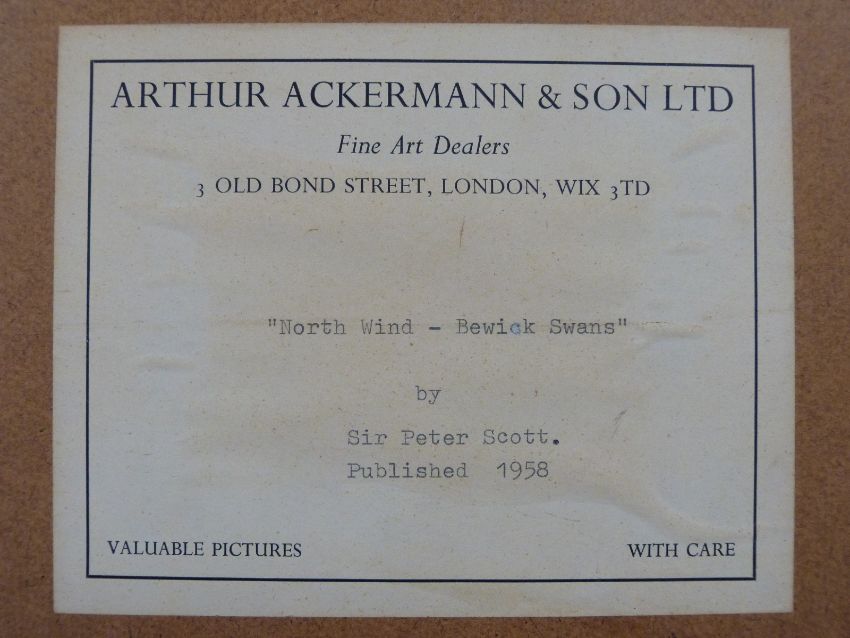 ARTHUR ACKERMANN & SON LTD
Fine Art Dealers
3 OLD BOND STREET, LONDON, WIX 3TD
"North Wind - Bewick Swans"
by
Sir Peter Scott.
Published 1958
VALUABLE PICTURES WITH CARE